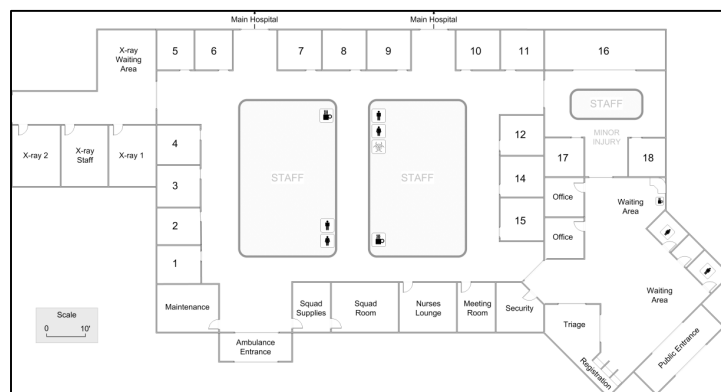 Main Hospital
Main Hospital
X-ray
Waiting
Area
5
6
7
8
9
10
11
16
STAFF
MINOR
INJURY
X-ray 2
X-ray
Staff
X-ray 1
4
3
2
1
STAFF
STAFF
12
14
15
17
18
Office
Office
Waiting
Area
Waiting
Area
Maintenance
Squad
Supplies
Squad
Room
Nurses
Lounge
Meeting
Room
Security
Triage
Registration
Public Entrance
Ambulance
Entrance
Scale
0 10'